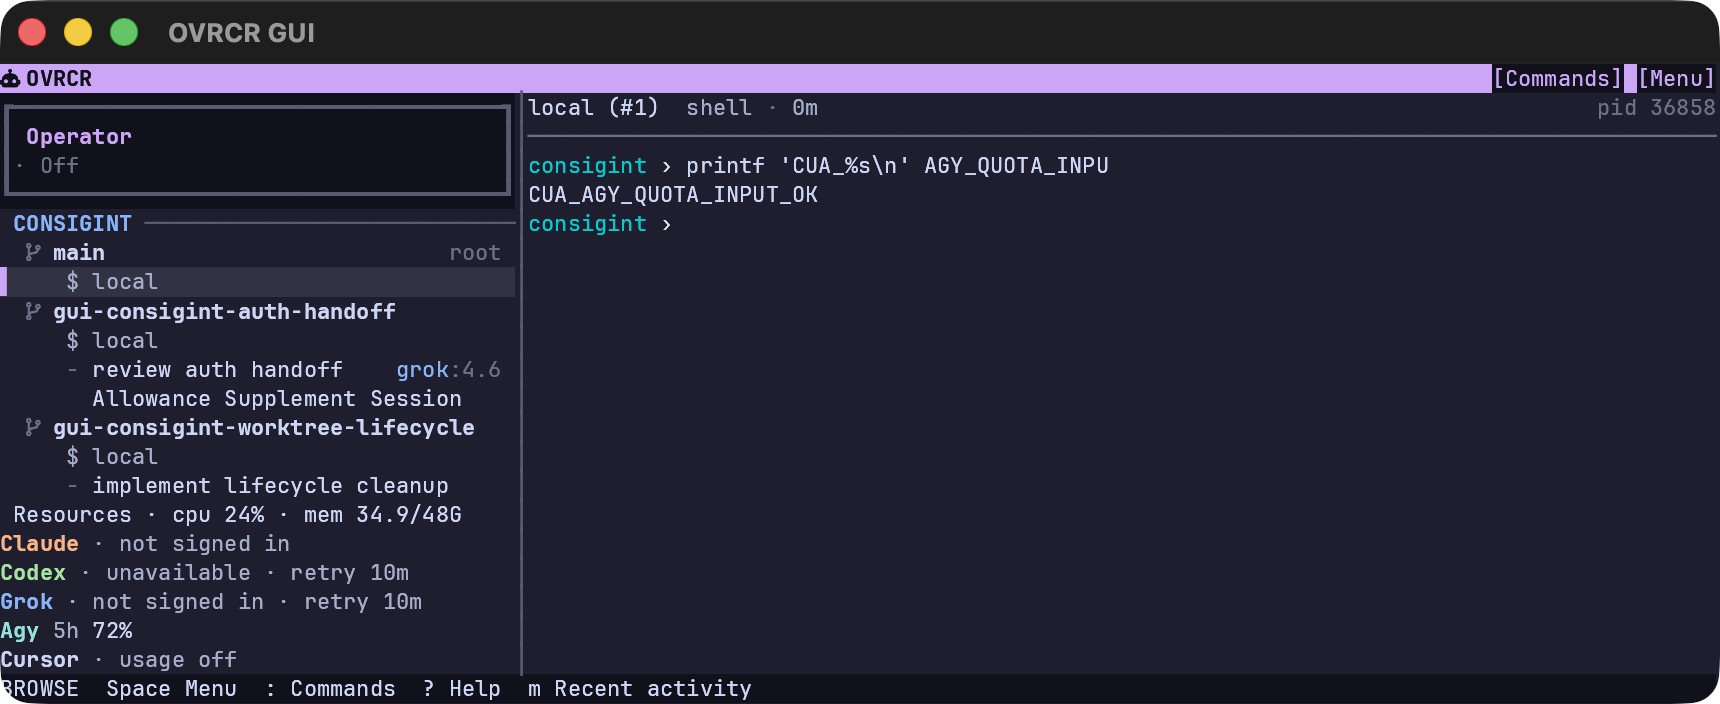 OVRCR GUI
OVRCR [Commands] [Menu]
Operator
· Off
CONSIGINT
main root
$ local
gui-consigint-auth-handoff
$ local
- review auth handoff grok:4.6
Allowance Supplement Session
gui-consigint-worktree-lifecycle
$ local
- implement lifecycle cleanup
Resources · cpu 24% · mem 34.9/48G
Claude · not signed in
Codex · unavailable · retry 10m
Grok · not signed in · retry 10m
Agy 5h 72%
Cursor · usage off
local (#1) shell · 0m pid 36858
consigint › printf 'CUA_%s\n' AGY_QUOTA_INPU
CUA_AGY_QUOTA_INPUT_OK
consigint ›
BROWSE Space Menu : Commands ? Help m Recent activity